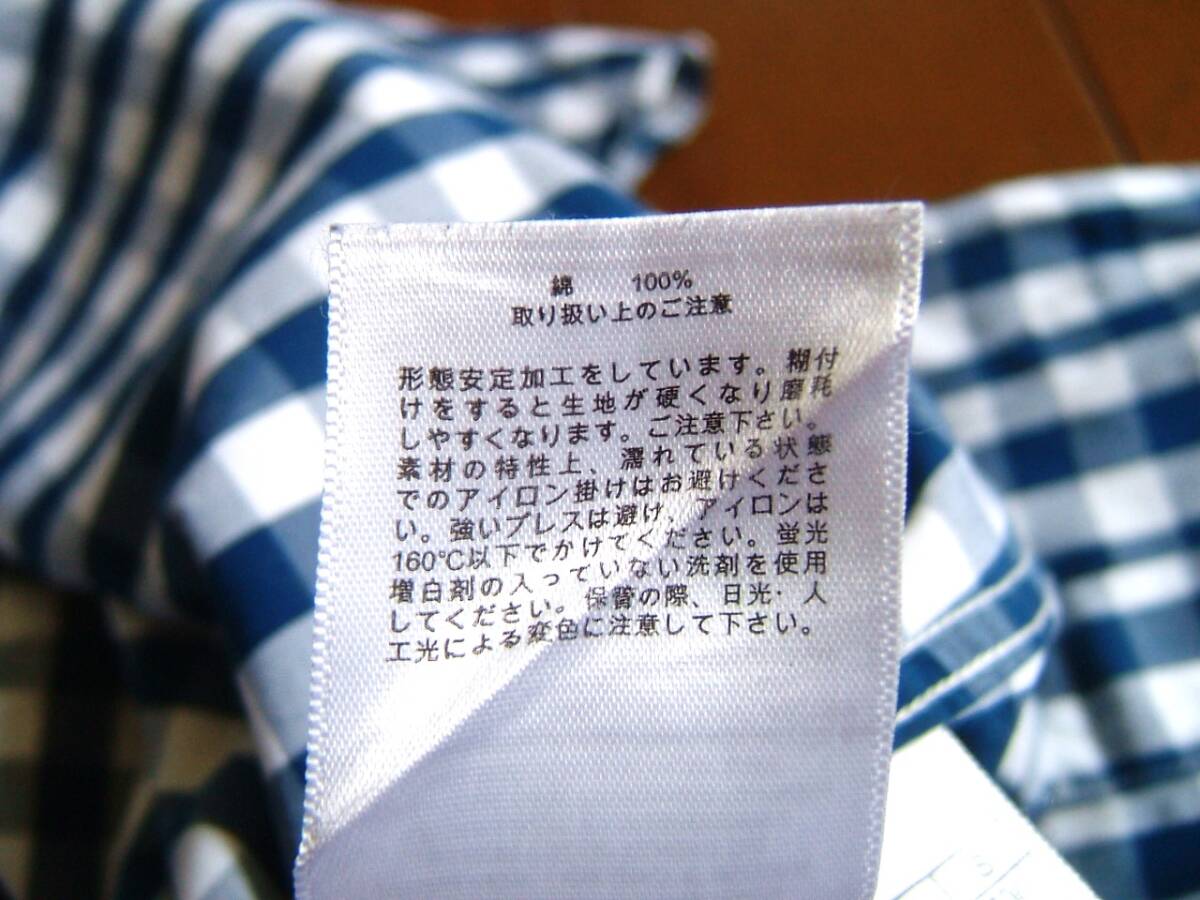 綿 100%
取り扱い上のご注意
形態安定加工をしています。糊付
けをすると生地が硬くなり磨耗
しやすくなります。ご注意下さい。
素材の特性上、濡れている状態
でのアイロン掛けはお避けくださ
い。強いプレスは避け、アイロンは
160℃以下でかけてください。蛍光
増白剤の入っていない洗剤を使用
してください。保管の際、日光・人
工光による変色に注意して下さい。